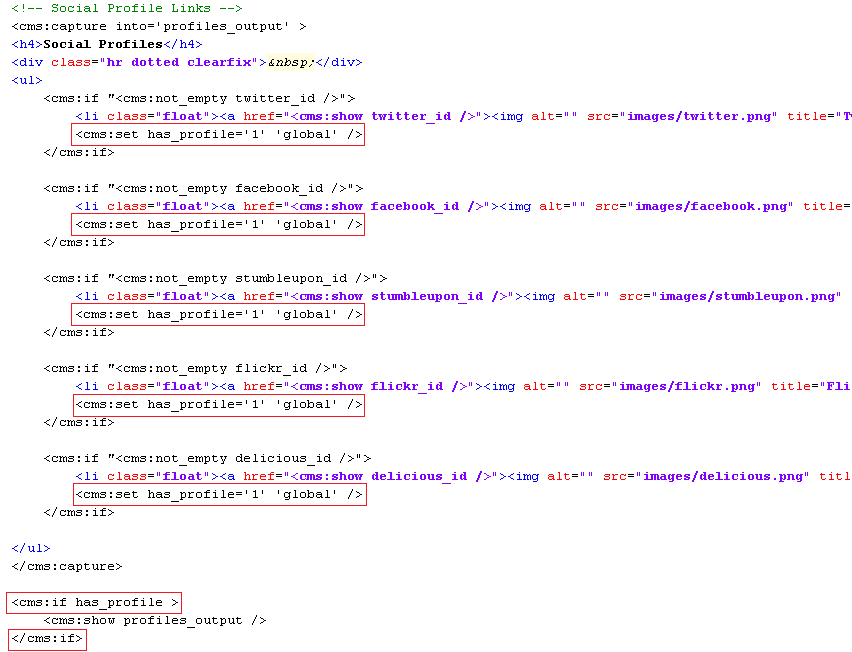 <!-- Social Profile Links -->
<cms:capture into='profiles_output' >
<h4>Social Profiles</h4>
<div class="hr dotted clearfix">&nbsp;</div>
<ul>
<cms:if "<cms:not_empty twitter_id />">
<li class="float"><a href="<cms:show twitter_id />"><img alt="" src="images/twitter.png" title="T
<cms:set has_profile='1' 'global' />
</cms:if>
<cms:if "<cms:not_empty facebook_id />">
<li class="float"><a href="<cms:show facebook_id />"><img alt="" src="images/facebook.png" title=
<cms:set has_profile='1' 'global' />
</cms:if>
<cms:if "<cms:not_empty stumbleupon_id />">
<li class="float"><a href="<cms:show stumbleupon_id />"><img alt="" src="images/stumbleupon.png"
<cms:set has_profile='1' 'global' />
</cms:if>
<cms:if "<cms:not_empty flickr_id />">
<li class="float"><a href="<cms:show flickr_id />"><img alt="" src="images/flickr.png" title="Fli
<cms:set has_profile='1' 'global' />
</cms:if>
<cms:if "<cms:not_empty delicious_id />">
<li class="float"><a href="<cms:show delicious_id />"><img alt="" src="images/delicious.png" titl
<cms:set has_profile='1' 'global' />
</cms:if>
</ul>
</cms:capture>
<cms:if has_profile >
<cms:show profiles_output />
</cms:if>